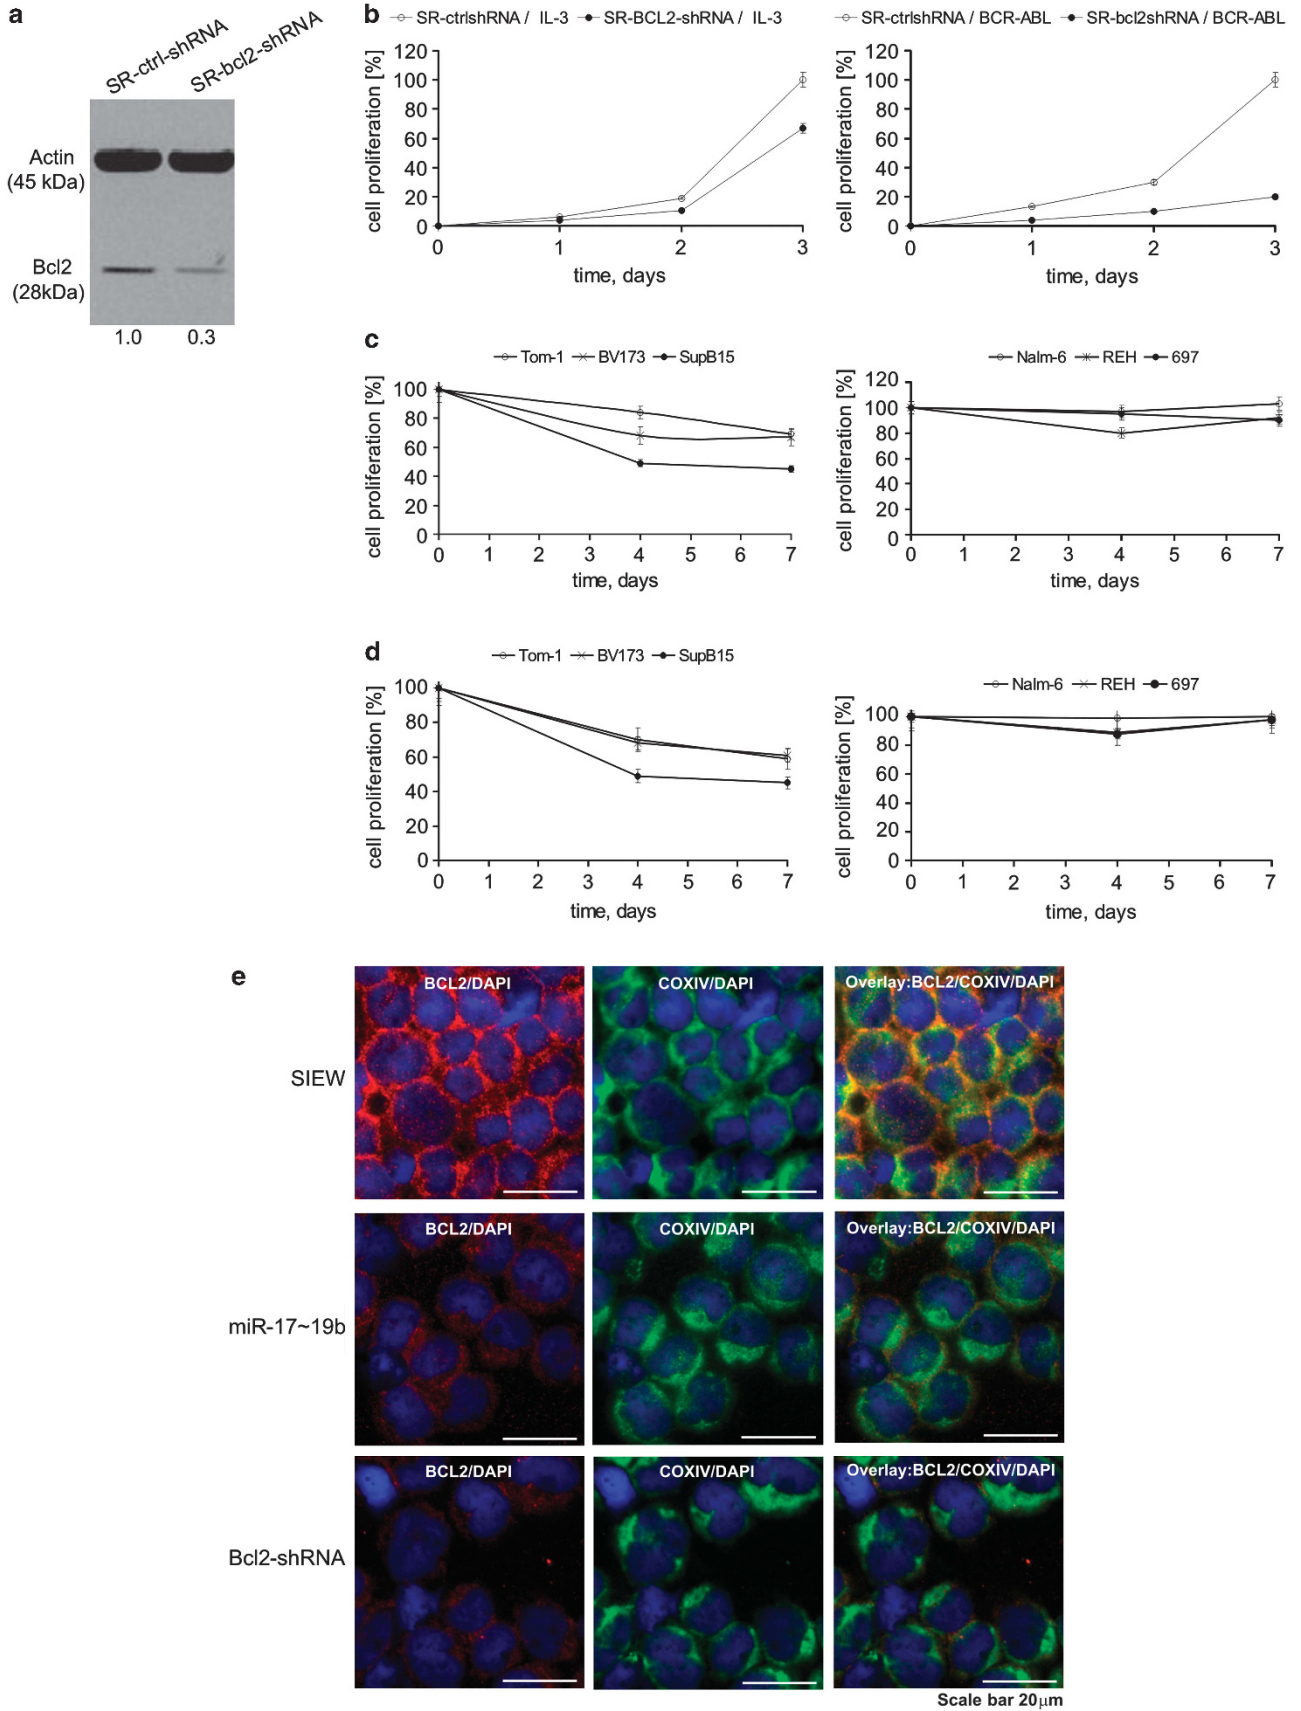 a
SR-ctrl-shRNA
SR-bcl2-shRNA
Actin
(45 kDa)
Bcl2
(28kDa)
1.0 0.3
b
SR-ctrlshRNA / IL-3 SR-BCL2-shRNA / IL-3
cell proliferation [%]
120
100
80
60
40
20
0
0 1 2 3
time, days
SR-ctrlshRNA / BCR-ABL SR-bcl2shRNA / BCR-ABL
cell proliferation [%]
120
100
80
60
40
20
0
0 1 2 3
time, days
c
Tom-1 BV173 SupB15
cell proliferation [%]
100
80
60
40
20
0
0 1 2 3 4 5 6 7
time, days
Nalm-6 REH 697
cell proliferation [%]
120
100
80
60
40
20
0
0 1 2 3 4 5 6 7
time, days
d
Tom-1 BV173 SupB15
cell proliferation [%]
100
80
60
40
20
0
0 1 2 3 4 5 6 7
time, days
Nalm-6 REH 697
cell proliferation [%]
100
80
60
40
20
0
0 1 2 3 4 5 6 7
time, days
e
SIEW
BCL2/DAPI COXIV/DAPI Overlay:BCL2/COXIV/DAPI
miR-17~19b
BCL2/DAPI COXIV/DAPI Overlay:BCL2/COXIV/DAPI
Bcl2-shRNA
BCL2/DAPI COXIV/DAPI Overlay:BCL2/COXIV/DAPI
Scale bar 20μm